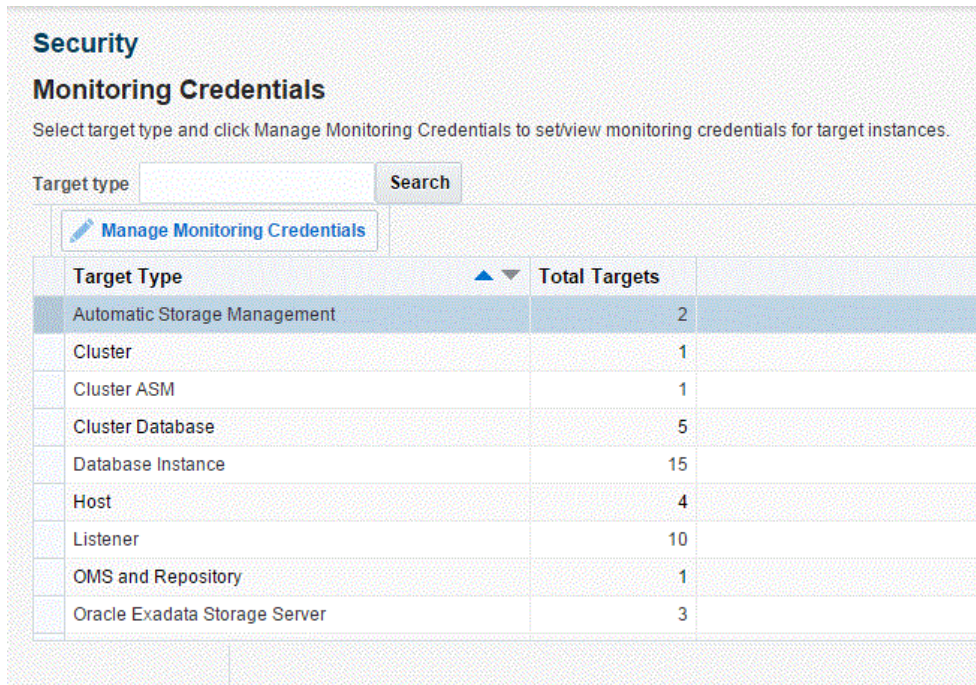 Security
Monitoring Credentials
Select target type and click Manage Monitoring Credentials to set/view monitoring credentials for target instances.
Target type Search
Manage Monitoring Credentials
Target Type Total Targets
Automatic Storage Management 2
Cluster 1
Cluster ASM 1
Cluster Database 5
Database Instance 15
Host 4
Listener 10
OMS and Repository 1
Oracle Exadata Storage Server 3